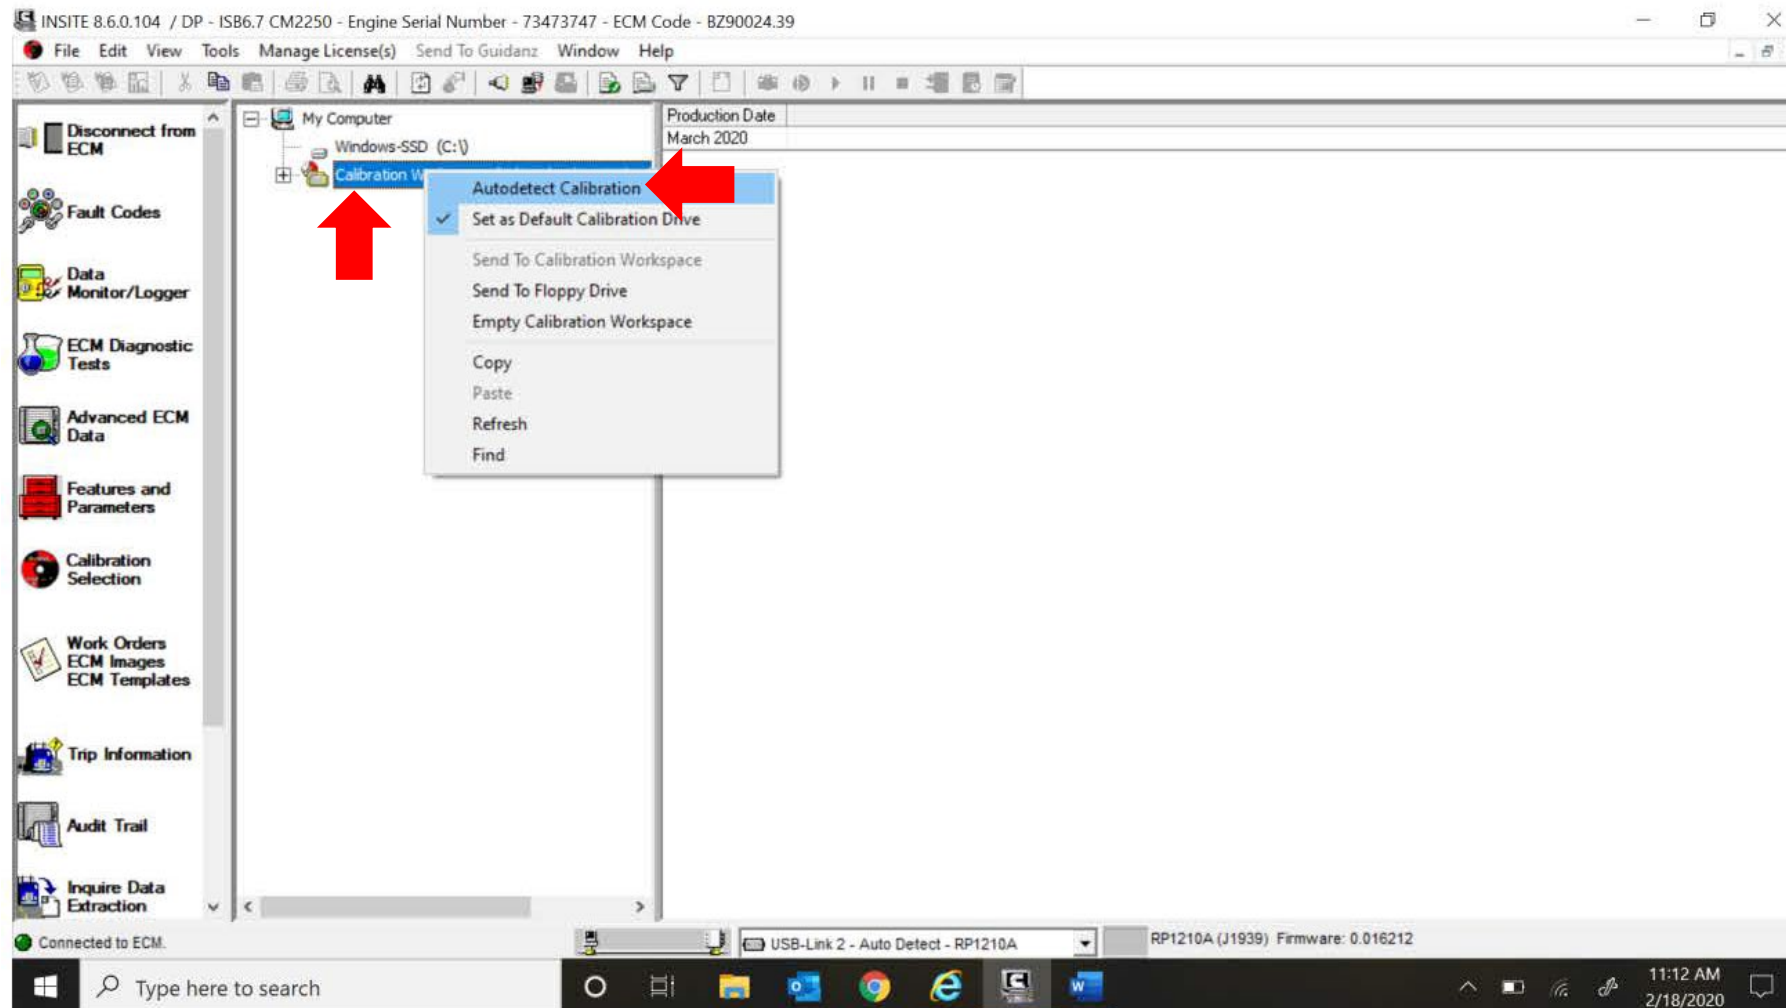 INSITE 8.6.0.104 / DP - ISB6.7 CM2250 - Engine Serial Number - 73473747 - ECM Code - BZ90024.39
File Edit View Tools Manage License(s) Send To Guidanz Window Help
Disconnect from
ECM
Fault Codes
Data
Monitor/Logger
ECM Diagnostic
Tests
Advanced ECM
Data
Features and
Parameters
Calibration
Selection
Work Orders
ECM Images
ECM Templates
Trip Information
Audit Trail
Inquire Data
Extraction
My Computer
Windows-SSD (C:\)
Calibration W
Autodetect Calibration
Set as Default Calibration Drive
Send To Calibration Workspace
Send To Floppy Drive
Empty Calibration Workspace
Copy
Paste
Refresh
Find
Production Date
March 2020
Connected to ECM.
USB-Link 2 - Auto Detect - RP1210A
RP1210A (J1939) Firmware: 0.016212
Type here to search
11:12 AM
2/18/2020